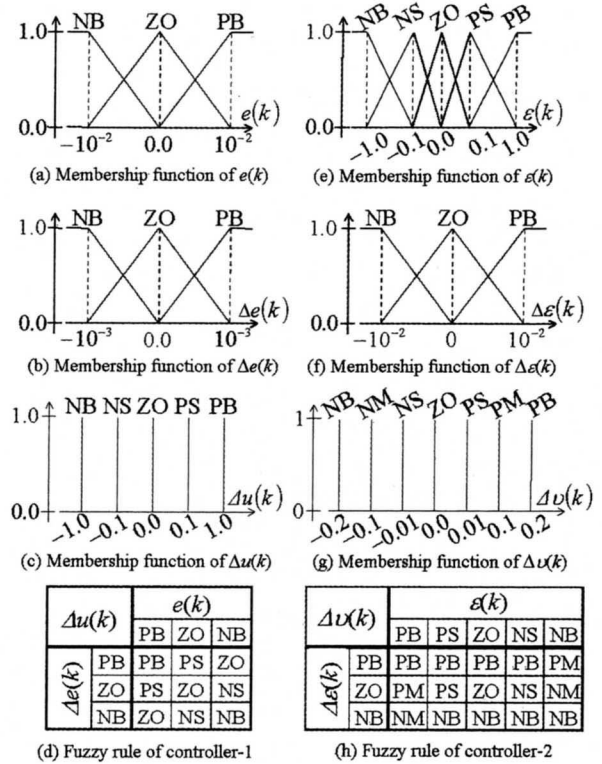 NB ZO PB
1.0
0.0
e(k)
−10⁻² 0.0 10⁻²
(a) Membership function of e(k)
NB NS ZO PS PB
1.0
0.0
ε(k)
−1.0 −0.1 0.0 0.1 1.0
(e) Membership function of ε(k)
NB ZO PB
1.0
0.0
Δe(k)
−10⁻³ 0.0 10⁻³
(b) Membership function of Δe(k)
NB ZO PB
1.0
0.0
Δε(k)
−10⁻² 0 10⁻²
(f) Membership function of Δε(k)
NB NS ZO PS PB
1.0
0.0
Δu(k)
−1.0 −0.1 0.0 0.1 1.0
(c) Membership function of Δu(k)
NB NM NS ZO PS PM PB
1
0
Δυ(k)
−0.2 −0.1 −0.01 0.0 0.01 0.1 0.2
(g) Membership function of Δυ(k)
Δu(k) e(k)
PB ZO NB
Δe(k)
PB PB PS ZO
ZO PS ZO NS
NB ZO NS NB
(d) Fuzzy rule of controller-1
Δυ(k) ε(k)
PB PS ZO NS NB
Δε(k)
PB PB PB PB PB PM
ZO PM PS ZO NS NM
NB NM NB NB NB NB
(h) Fuzzy rule of controller-2